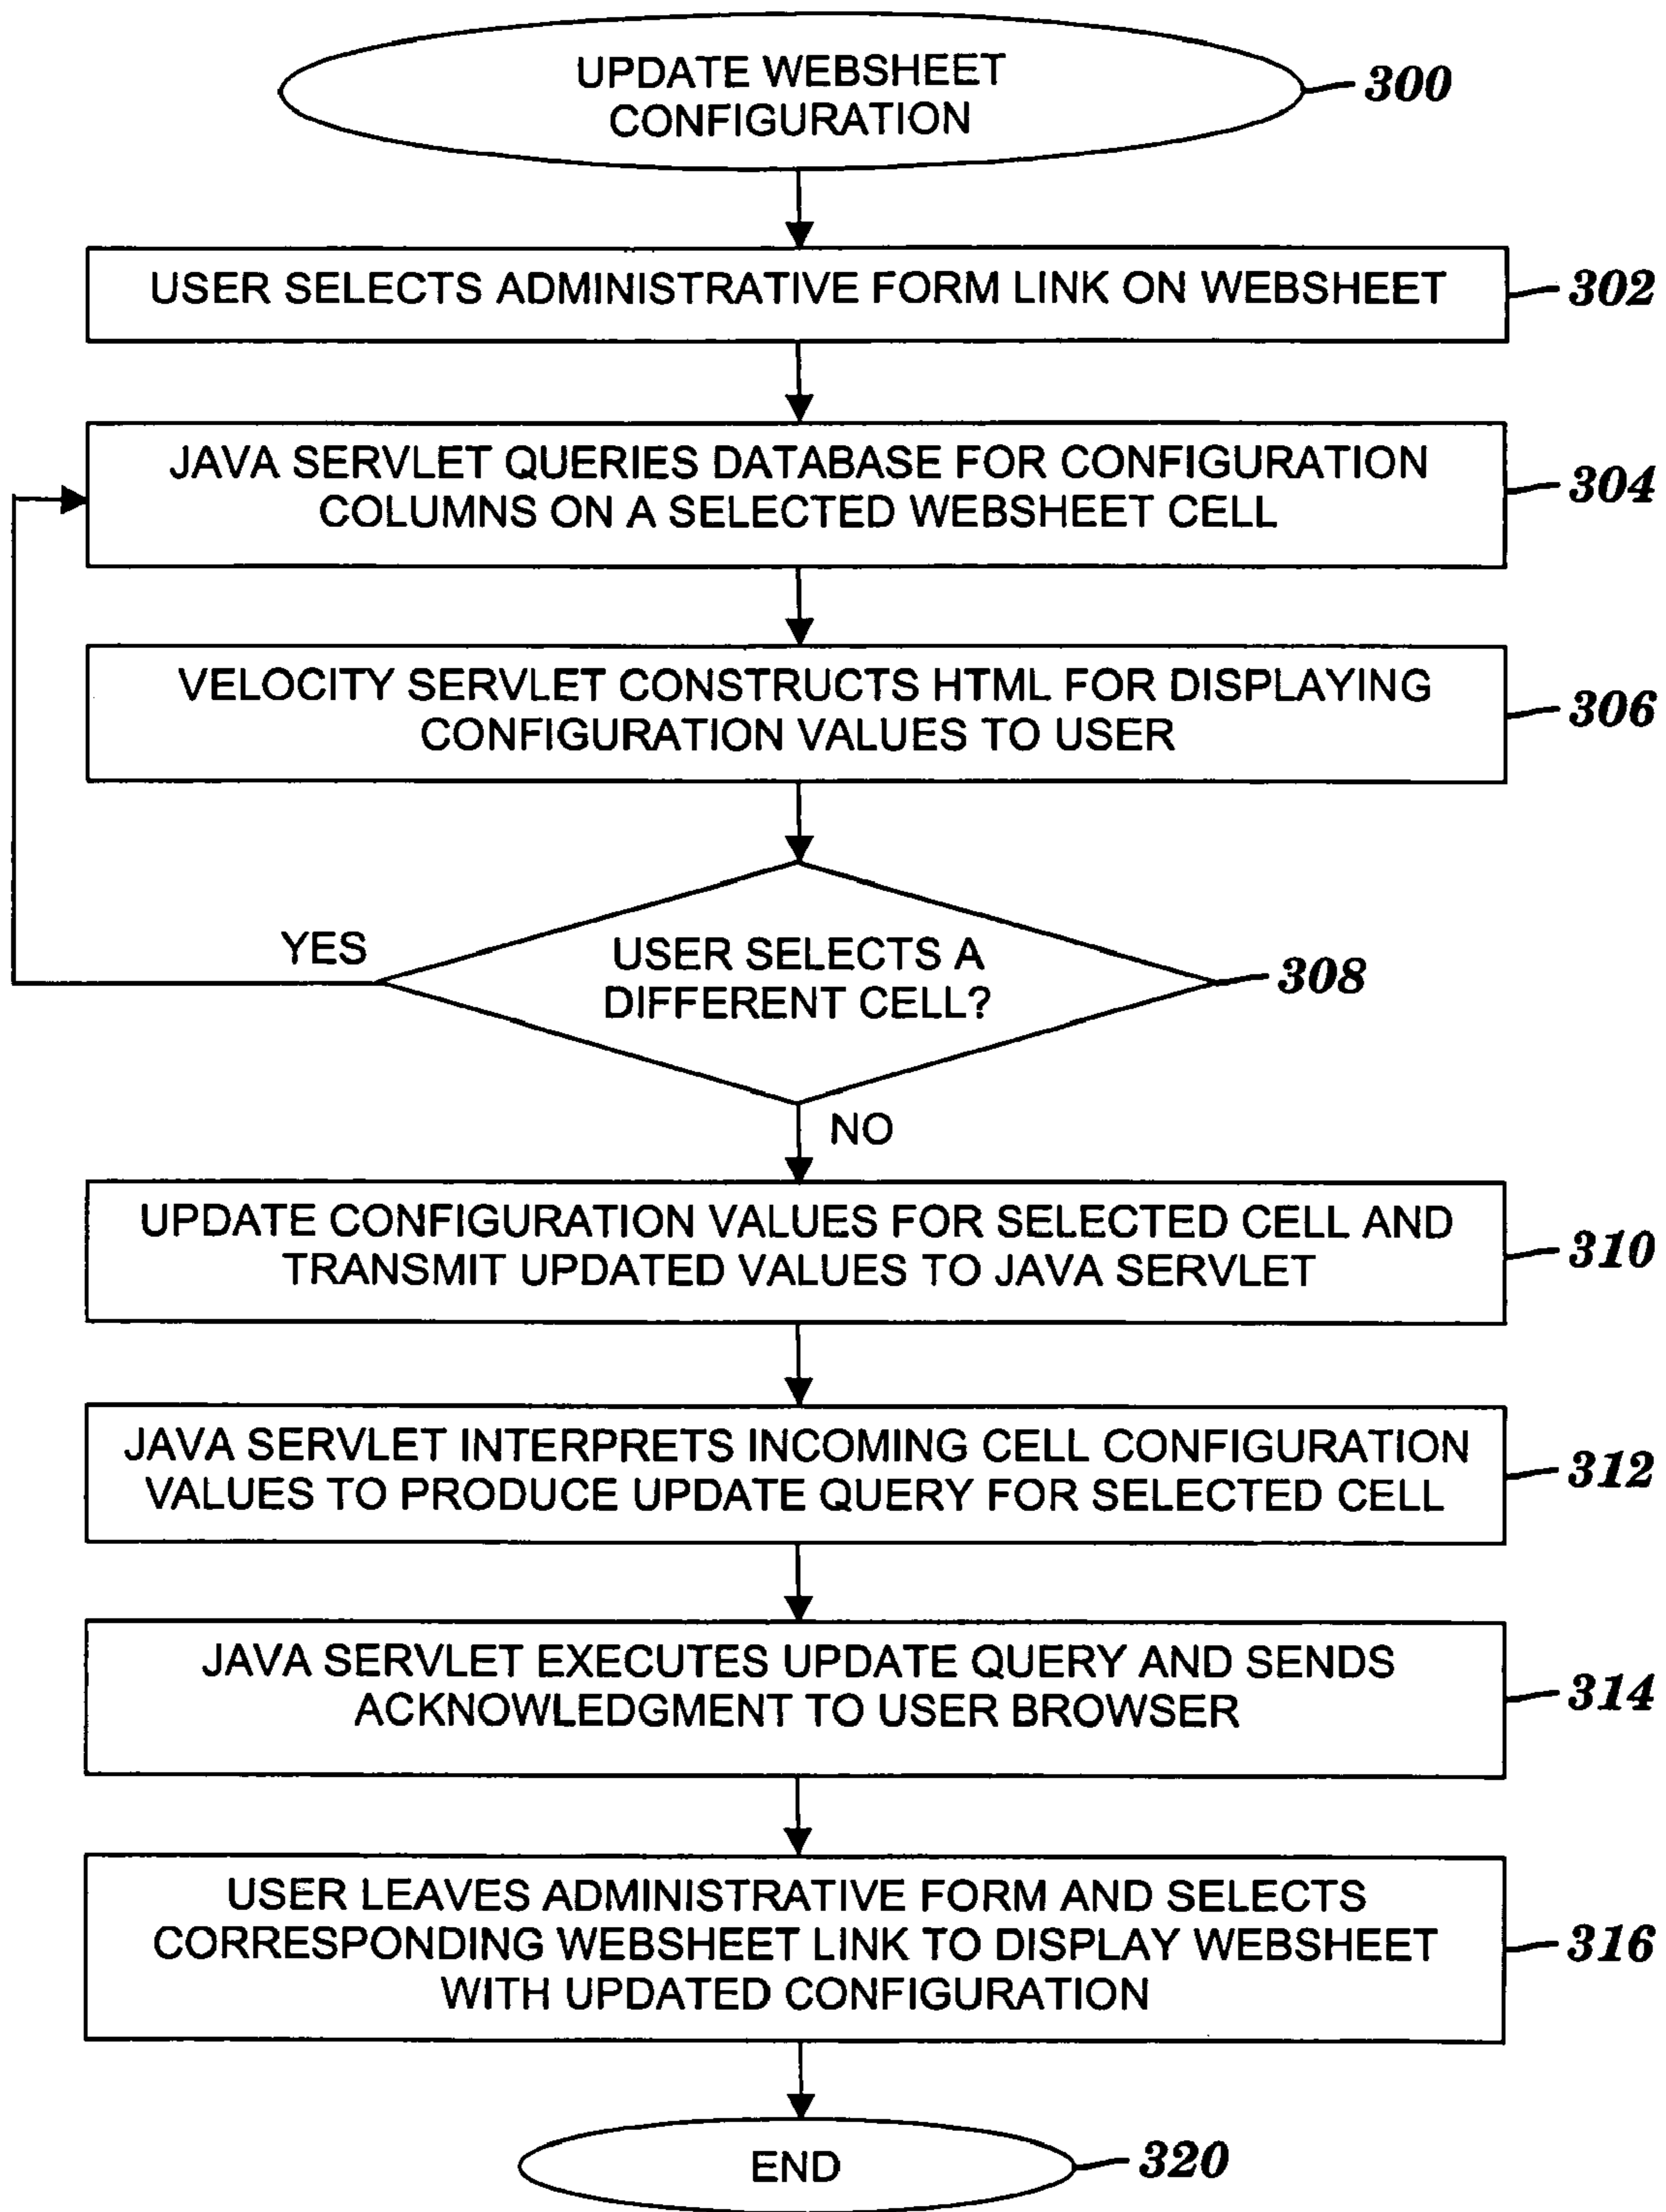 UPDATE WEBSHEET
CONFIGURATION
300
USER SELECTS ADMINISTRATIVE FORM LINK ON WEBSHEET
302
JAVA SERVLET QUERIES DATABASE FOR CONFIGURATION
COLUMNS ON A SELECTED WEBSHEET CELL
304
VELOCITY SERVLET CONSTRUCTS HTML FOR DISPLAYING
CONFIGURATION VALUES TO USER
306
YES
USER SELECTS A
DIFFERENT CELL?
308
NO
UPDATE CONFIGURATION VALUES FOR SELECTED CELL AND
TRANSMIT UPDATED VALUES TO JAVA SERVLET
310
JAVA SERVLET INTERPRETS INCOMING CELL CONFIGURATION
VALUES TO PRODUCE UPDATE QUERY FOR SELECTED CELL
312
JAVA SERVLET EXECUTES UPDATE QUERY AND SENDS
ACKNOWLEDGMENT TO USER BROWSER
314
USER LEAVES ADMINISTRATIVE FORM AND SELECTS
CORRESPONDING WEBSHEET LINK TO DISPLAY WEBSHEET
WITH UPDATED CONFIGURATION
316
END
320